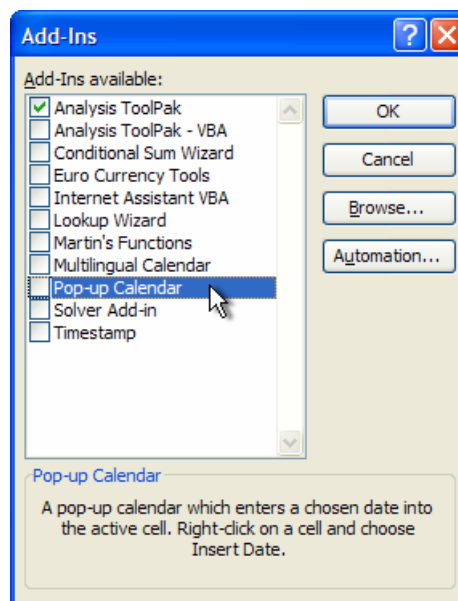 Add-Ins
Add-Ins available:
Analysis ToolPak
Analysis ToolPak - VBA
Conditional Sum Wizard
Euro Currency Tools
Internet Assistant VBA
Lookup Wizard
Martin's Functions
Multilingual Calendar
Pop-up Calendar
Solver Add-in
Timestamp
OK
Cancel
Browse...
Automation...
Pop-up Calendar
A pop-up calendar which enters a chosen date into
the active cell. Right-click on a cell and choose
Insert Date.